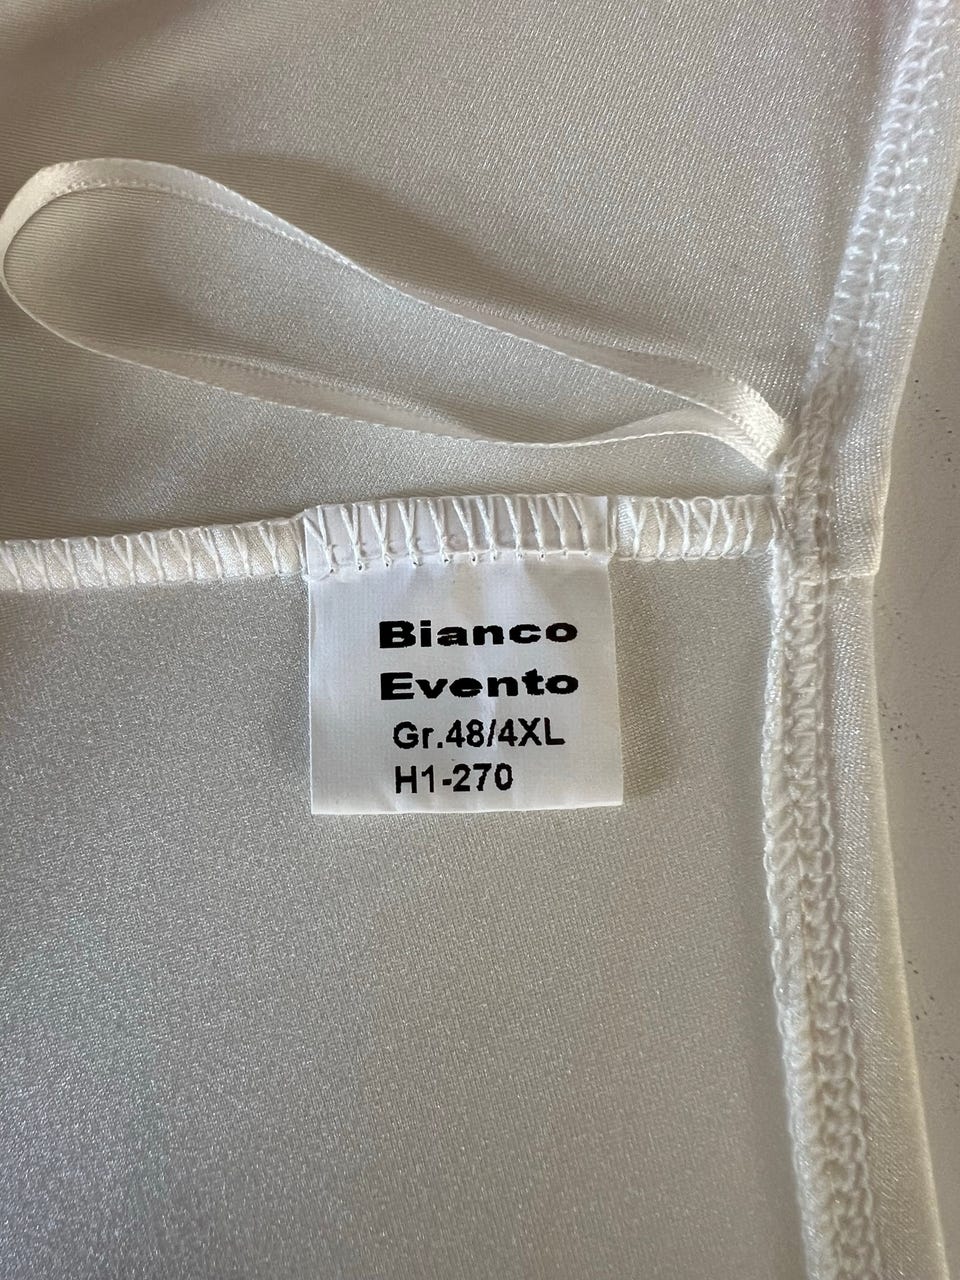 Bianco
Evento
Gr.48/4XL
H1-270